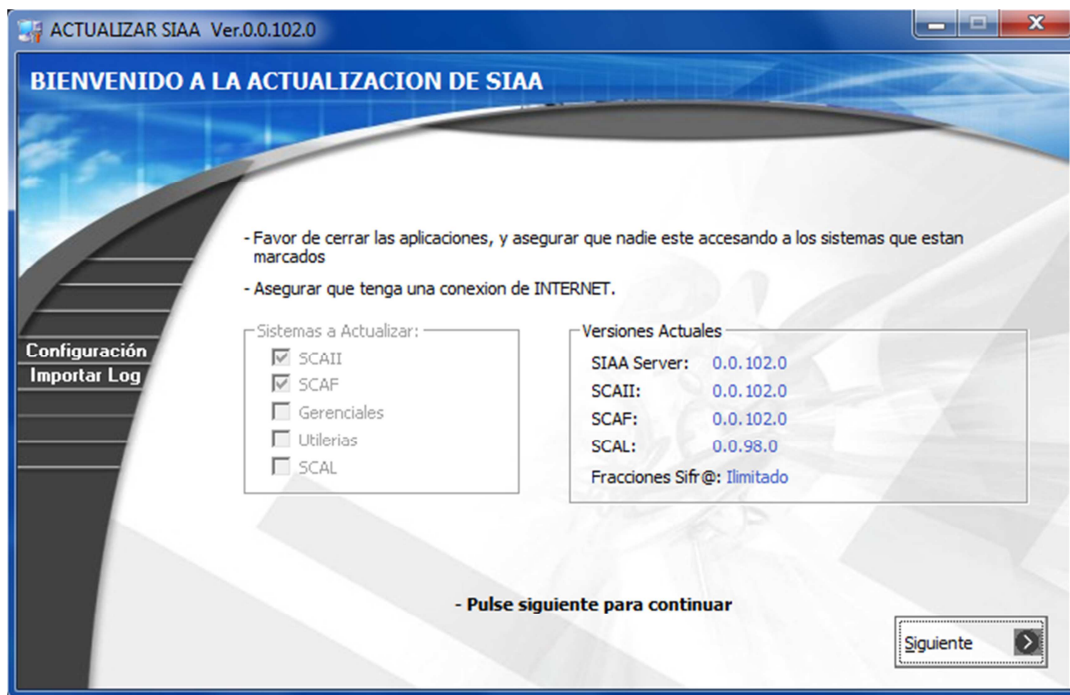 ACTUALIZAR SIAA Ver.0.0.102.0
BIENVENIDO A LA ACTUALIZACION DE SIAA
- Favor de cerrar las aplicaciones, y asegurar que nadie este accesando a los sistemas que estan
marcados
- Asegurar que tenga una conexion de INTERNET.
Configuración
Importar Log
Sistemas a Actualizar:
SCAII
SCAF
Gerenciales
Utilerias
SCAL
Versiones Actuales
SIAA Server: 0.0.102.0
SCAII: 0.0.102.0
SCAF: 0.0.102.0
SCAL: 0.0.98.0
Fracciones Sifr@: Ilimitado
- Pulse siguiente para continuar
Siguiente